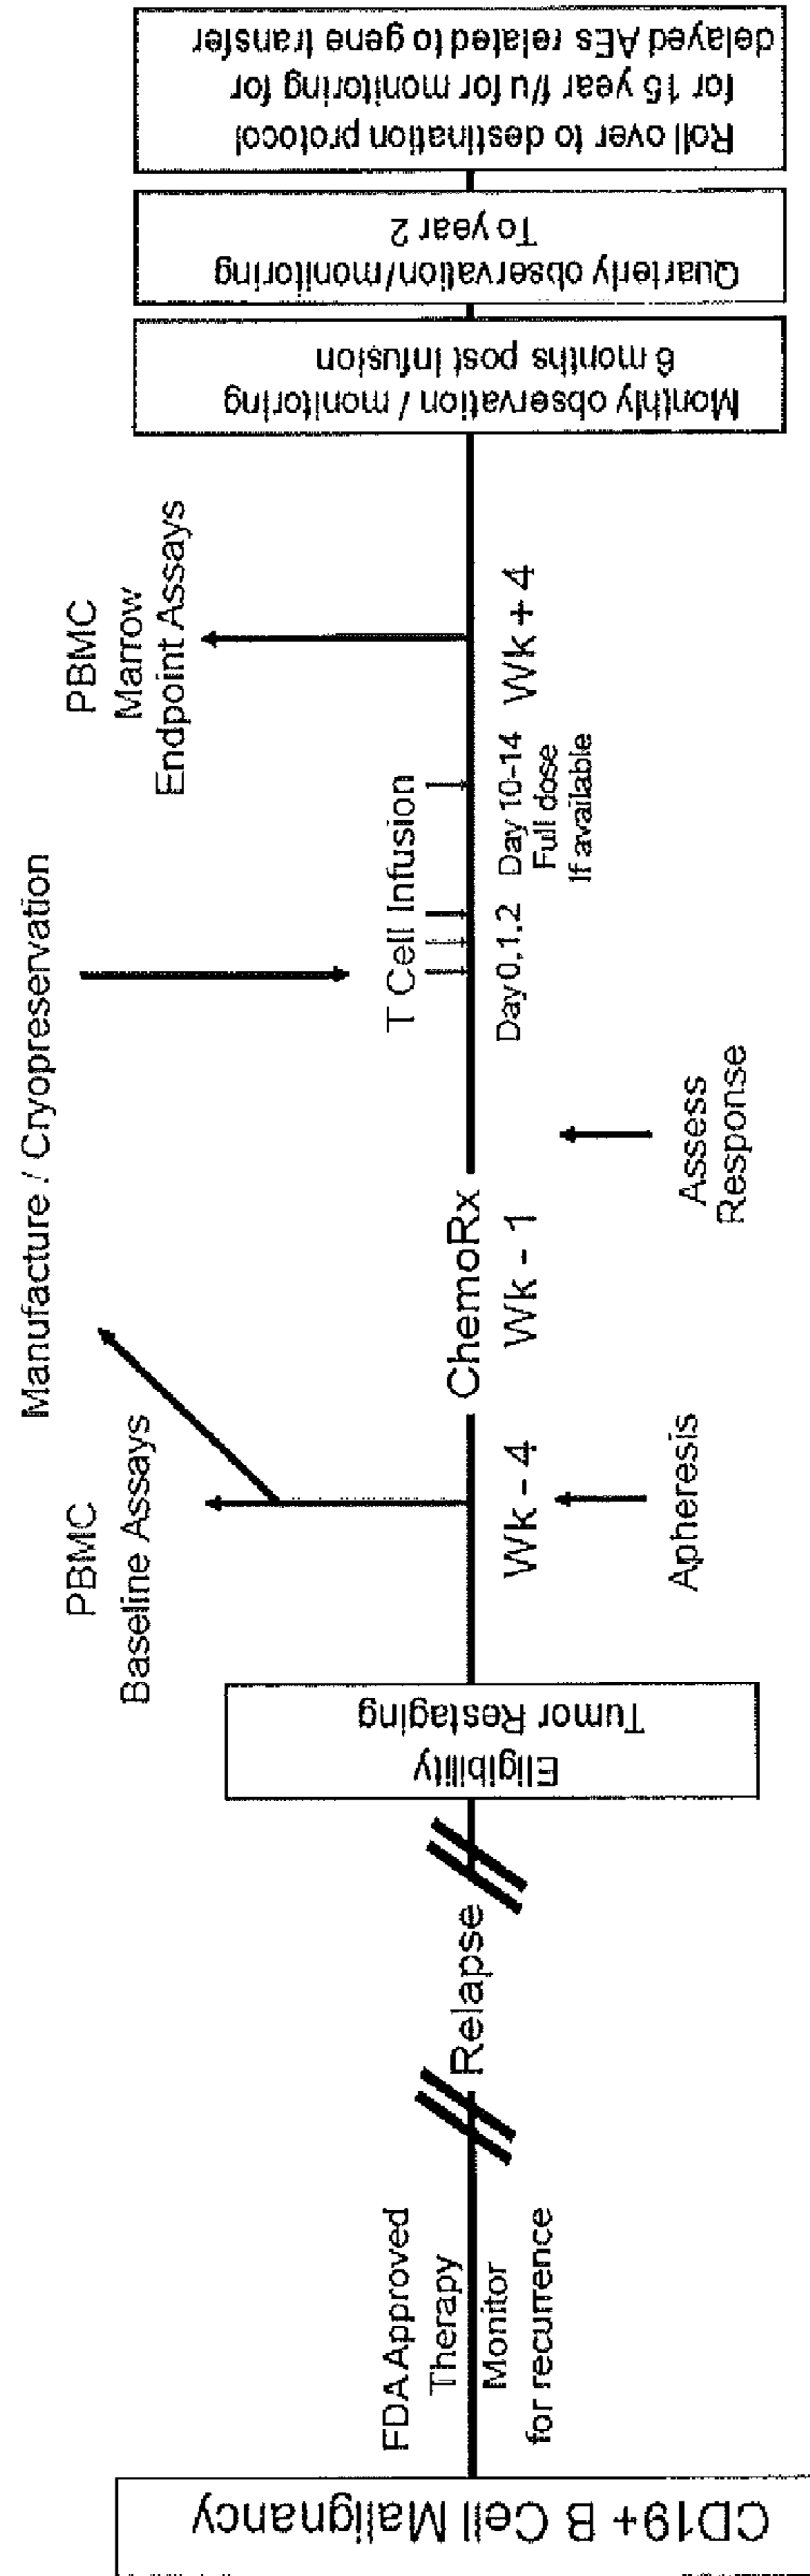 CD19+ B Cell Malignancy
FDA Approved
Therapy
Monitor
for recurrence
Relapse
Eligibility
Tumor Restaging
PBMC
Baseline Assays
Wk - 4
Apheresis
Manufacture / Cryopreservation
ChemoRx
Wk - 1
Assess
Response
T Cell Infusion
Day 0,1,2
Day 10-14
Full dose
If available
PBMC
Marrow
Endpoint Assays
Wk + 4
Monthly observation / monitoring
6 months post infusion
Quarterly observation/monitoring
To year 2
Roll over to destination protocol
for 15 year f/u for monitoring for
delayed AEs related to gene transfer